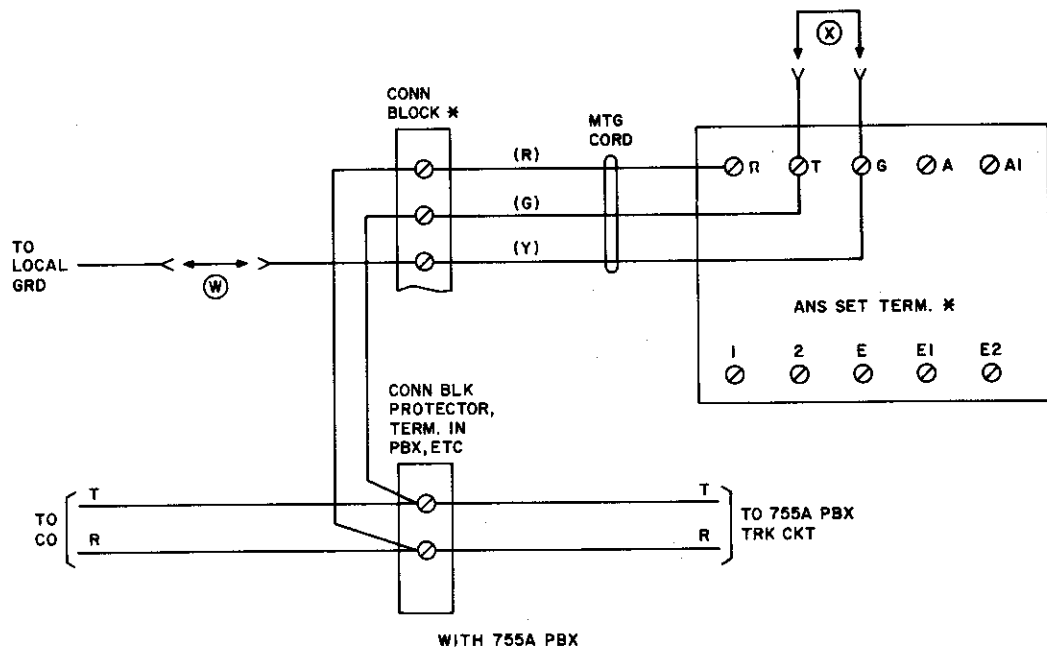 X
CONN
BLOCK *
MTG
CORD
(R)
R T G A A1
(G)
TO
LOCAL
GRD
(Y)
W
ANS SET TERM. *
1 2 E E1 E2
CONN BLK
PROTECTOR,
TERM. IN
PBX, ETC
TO
CO
T
R
T
R
TO 755A PBX
TRK CKT
WITH 755A PBX